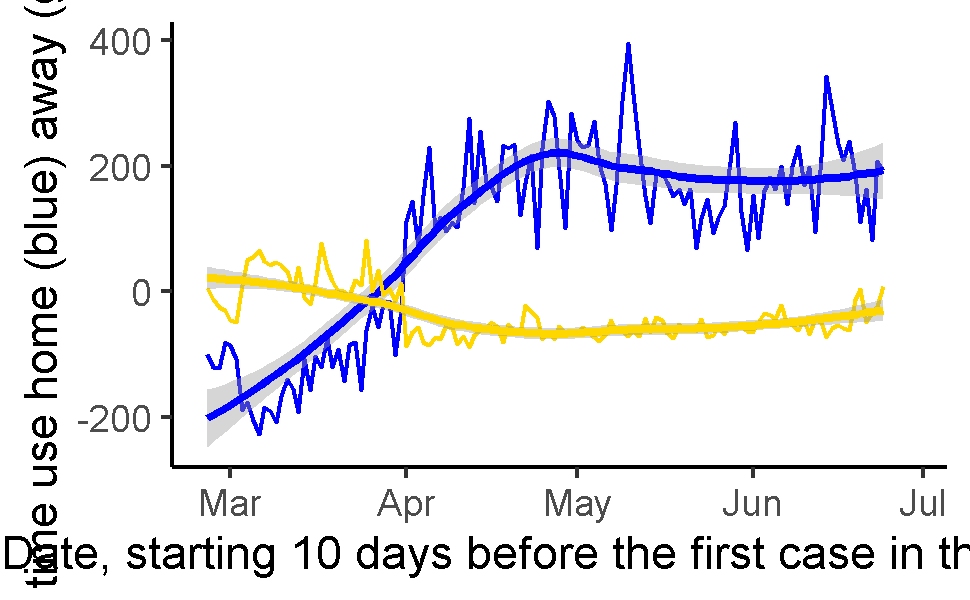 time use home (blue) away (
400
200
0
-200
Mar Apr May Jun Jul
Date, starting 10 days before the first case in th